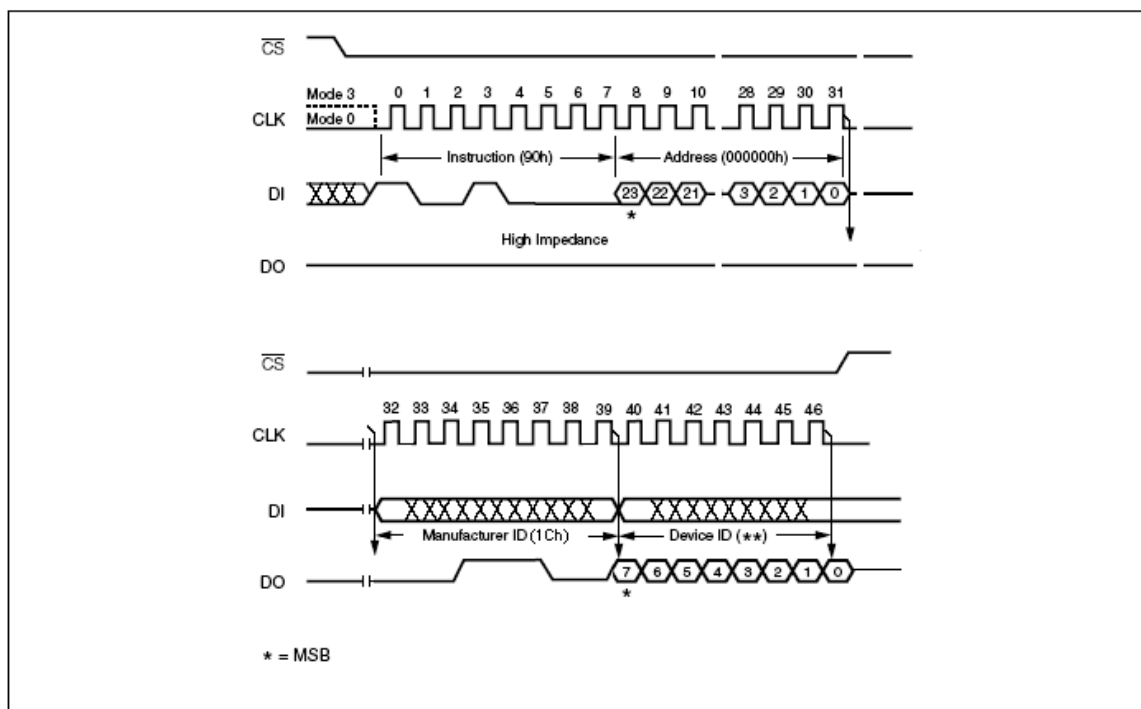 CS
Mode 3
0 1 2 3 4 5 6 7 8 9 10 28 29 30 31
CLK
Mode 0
Instruction (90h)
Address (000000h)
DI
23 22 21 3 2 1 0
*
High Impedance
DO
CS
32 33 34 35 36 37 38 39 40 41 42 43 44 45 46
CLK
DI
Manufacturer ID (1Ch)
Device ID (**)
DO
7 6 5 4 3 2 1 0
*
* = MSB